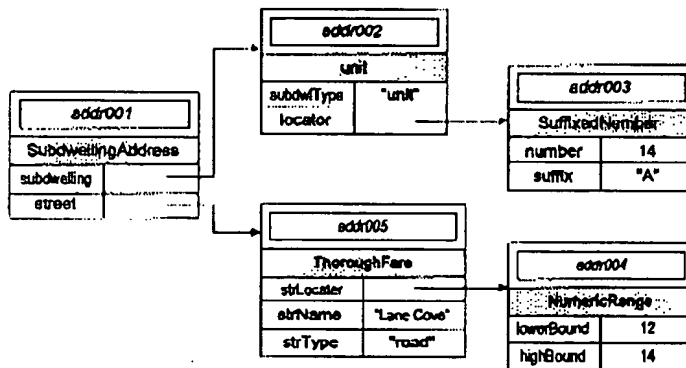 addr001
SubdwellingAddress
subdwelling
street
addr002
unit
subdwlType "unit"
locator
addr003
SuffixedNumber
number 14
suffix "A"
addr005
ThoroughFare
strLocater
strName "Lane Cove"
strType "road"
addr004
NumericRange
lowerBound 12
highBound 14